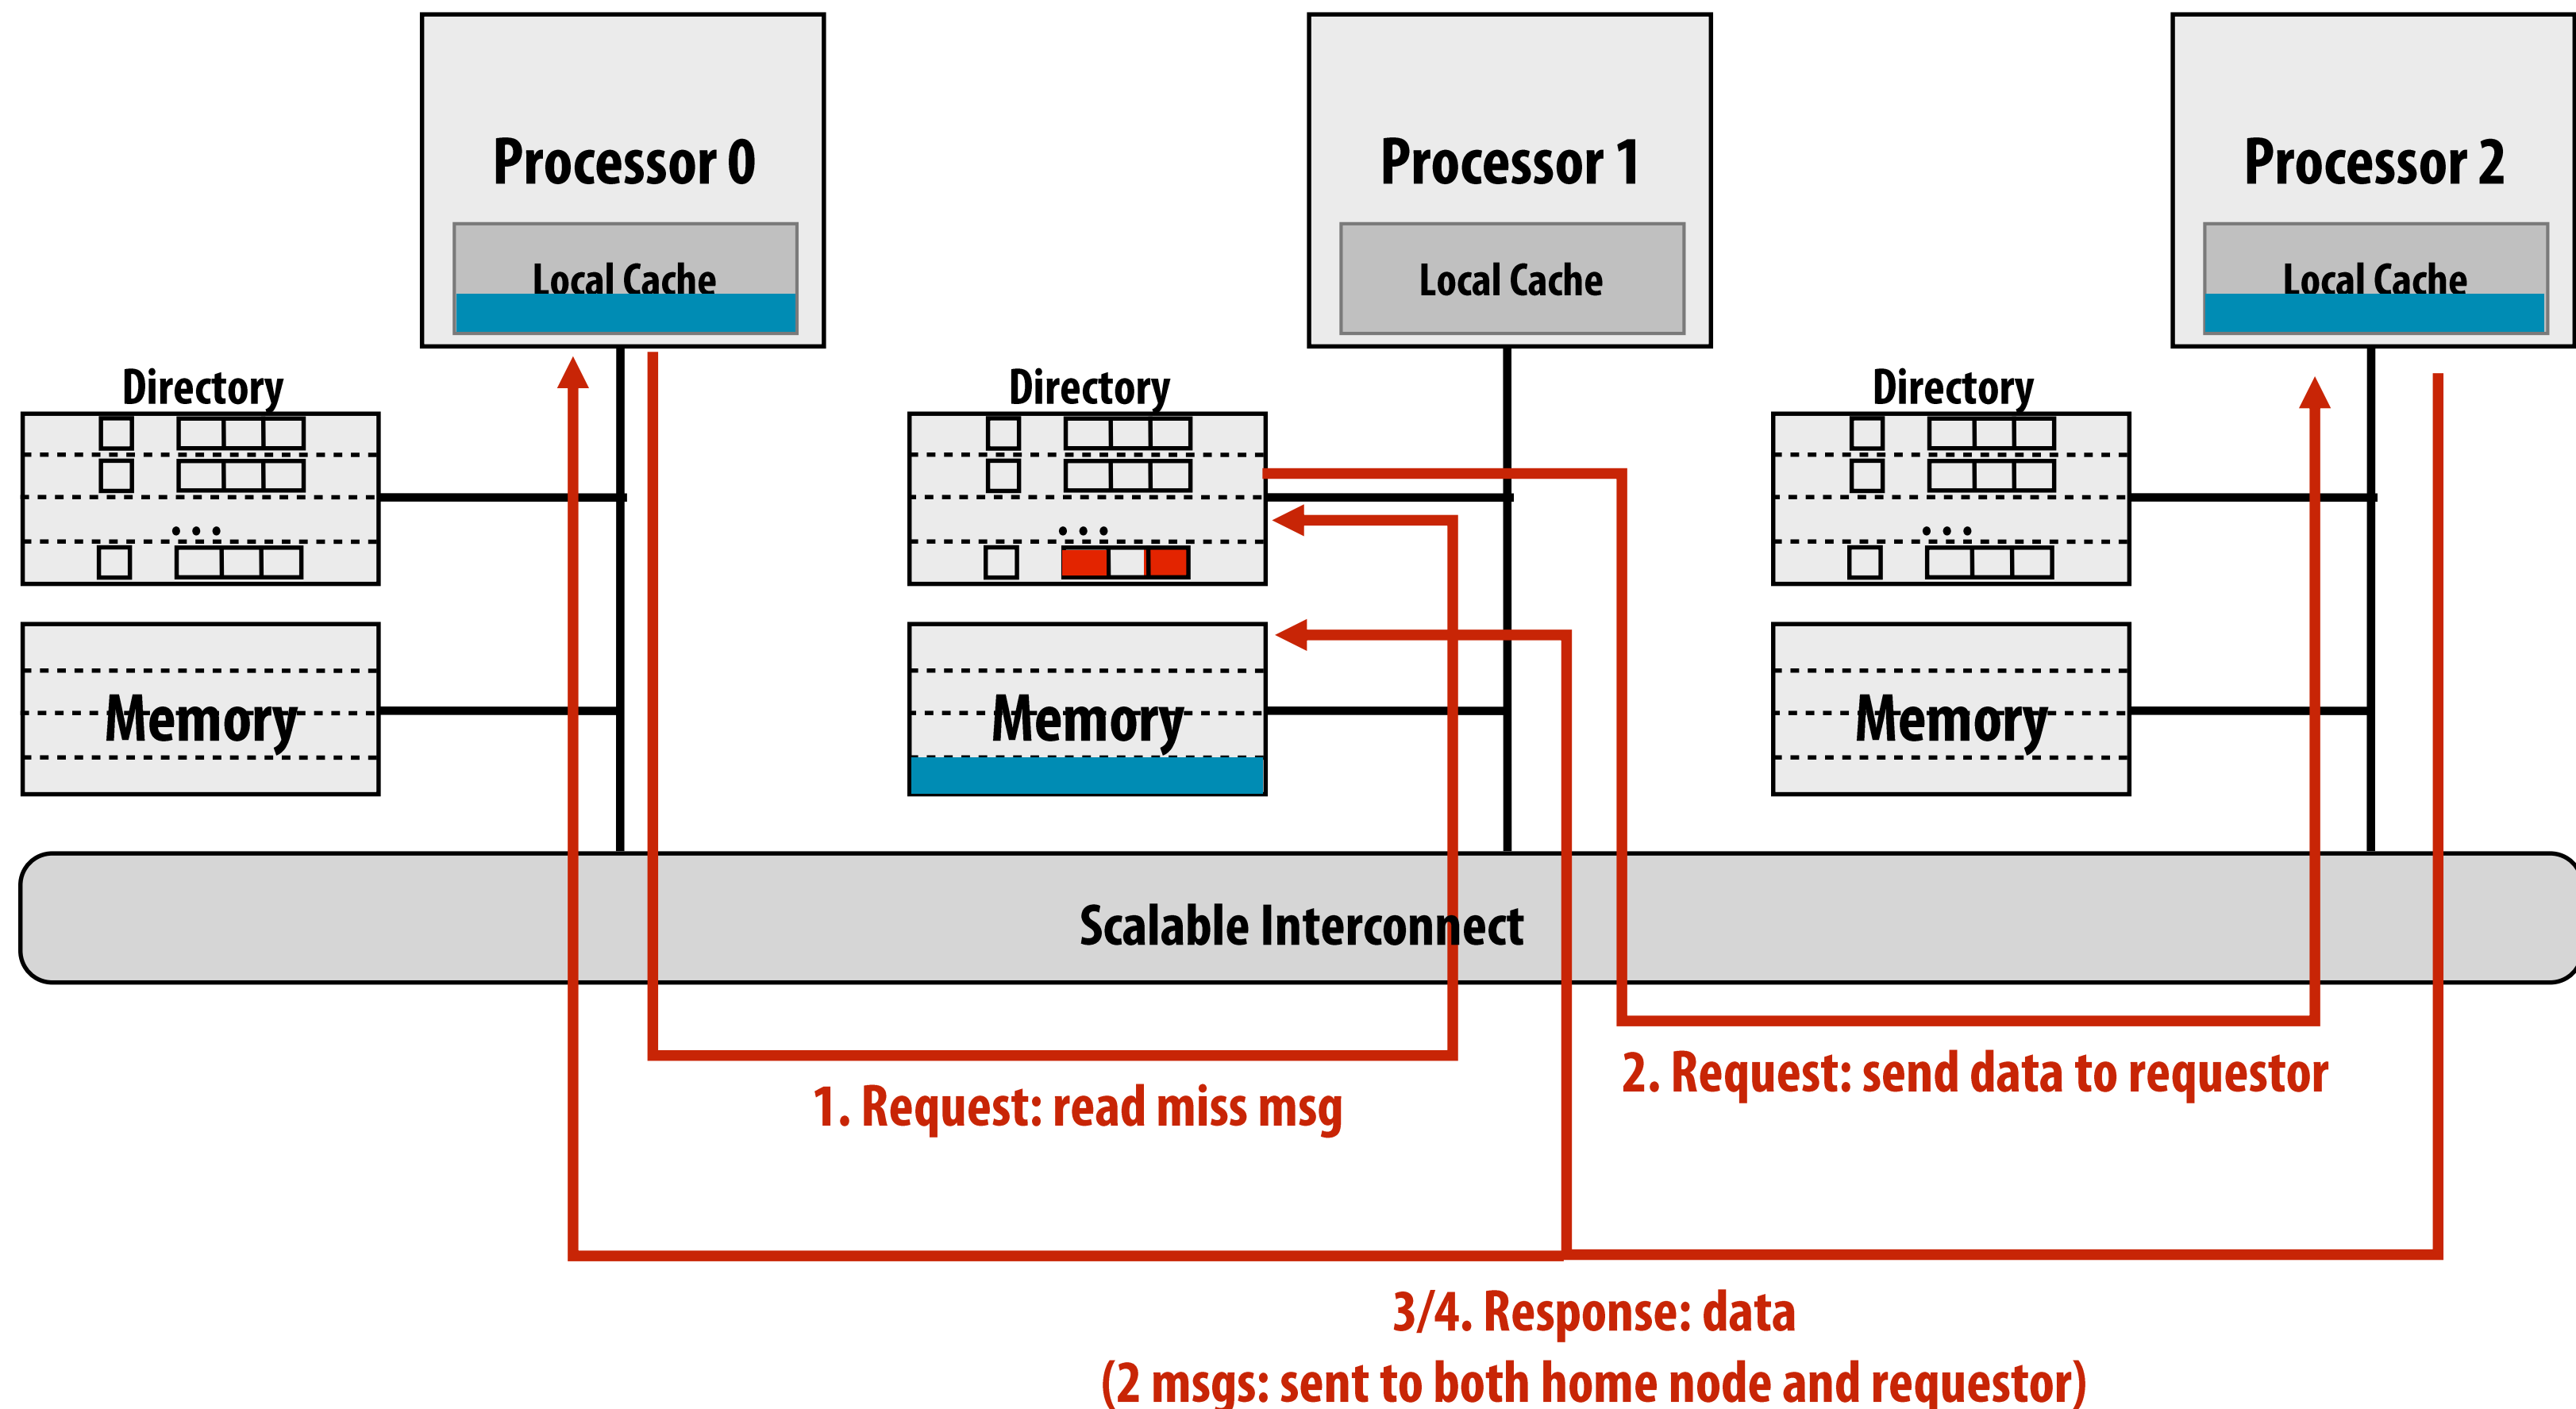 Processor 0
Processor 1
Processor 2
Local Cache
Local Cache
Local Cache
Directory
Directory
Directory
• • •
• • •
• • •
Memory
Memory
Memory
Scalable Interconnect
1. Request: read miss msg
2. Request: send data to requestor
3/4. Response: data
(2 msgs: sent to both home node and requestor)